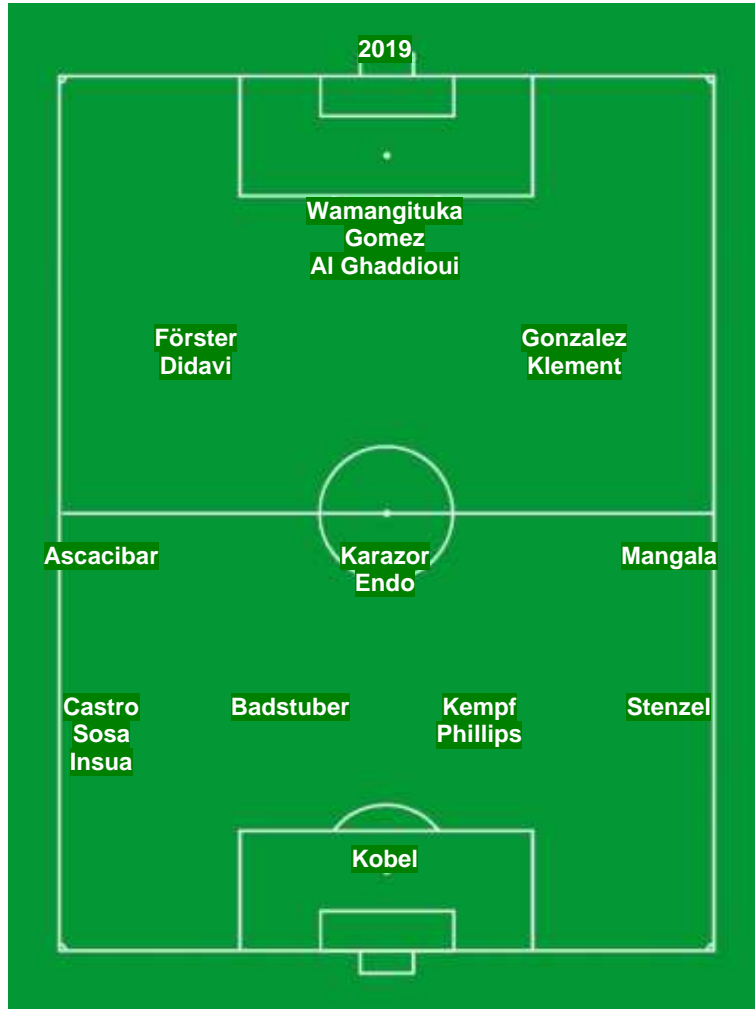 2019
Wamangituka
Gomez
Al Ghaddioui
Förster
Didavi
Gonzalez
Klement
Ascacibar
Karazor
Endo
Mangala
Castro
Sosa
Insua
Badstuber
Kempf
Phillips
Stenzel
Kobel